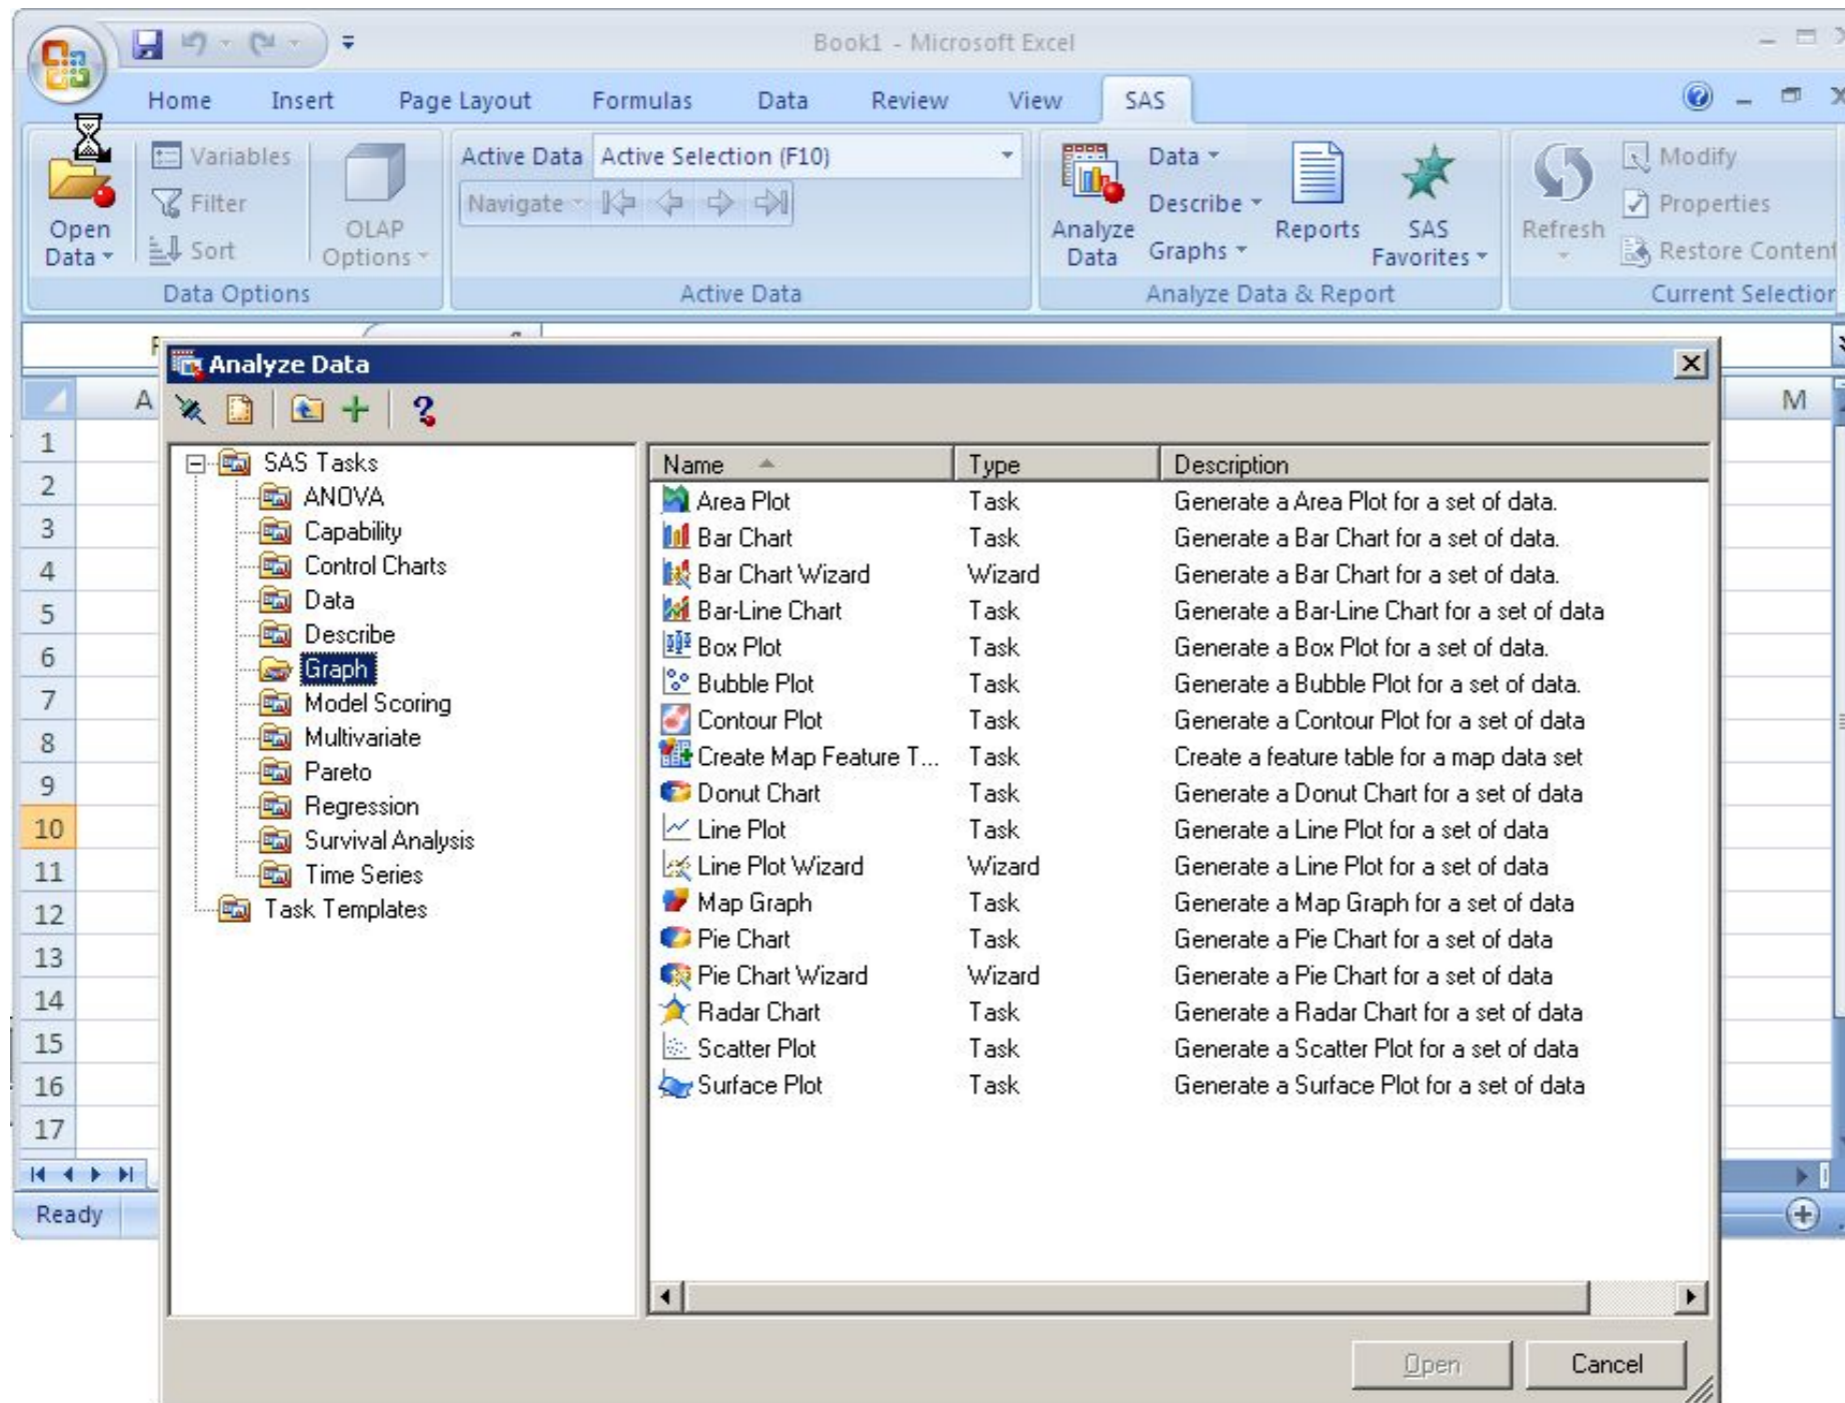 Book1 - Microsoft Excel
Home Insert Page Layout Formulas Data Review View SAS
Variables Active Data Active Selection (F10) Data Modify
Filter Navigate Describe Properties
Open Data Sort OLAP Options Analyze Data Graphs Reports SAS Favorites Refresh Restore Content
Data Options Active Data Analyze Data & Report Current Selection
Analyze Data
A M
1
2
3
4
5
6
7
8
9
10
11
12
13
14
15
16
17
SAS Tasks
ANOVA
Capability
Control Charts
Data
Describe
Graph
Model Scoring
Multivariate
Pareto
Regression
Survival Analysis
Time Series
Task Templates
Name Type Description
Area Plot Task Generate a Area Plot for a set of data.
Bar Chart Task Generate a Bar Chart for a set of data.
Bar Chart Wizard Wizard Generate a Bar Chart for a set of data.
Bar-Line Chart Task Generate a Bar-Line Chart for a set of data
Box Plot Task Generate a Box Plot for a set of data.
Bubble Plot Task Generate a Bubble Plot for a set of data.
Contour Plot Task Generate a Contour Plot for a set of data
Create Map Feature T... Task Create a feature table for a map data set
Donut Chart Task Generate a Donut Chart for a set of data
Line Plot Task Generate a Line Plot for a set of data
Line Plot Wizard Wizard Generate a Line Plot for a set of data
Map Graph Task Generate a Map Graph for a set of data
Pie Chart Task Generate a Pie Chart for a set of data
Pie Chart Wizard Wizard Generate a Pie Chart for a set of data
Radar Chart Task Generate a Radar Chart for a set of data
Scatter Plot Task Generate a Scatter Plot for a set of data
Surface Plot Task Generate a Surface Plot for a set of data
Ready
Open Cancel